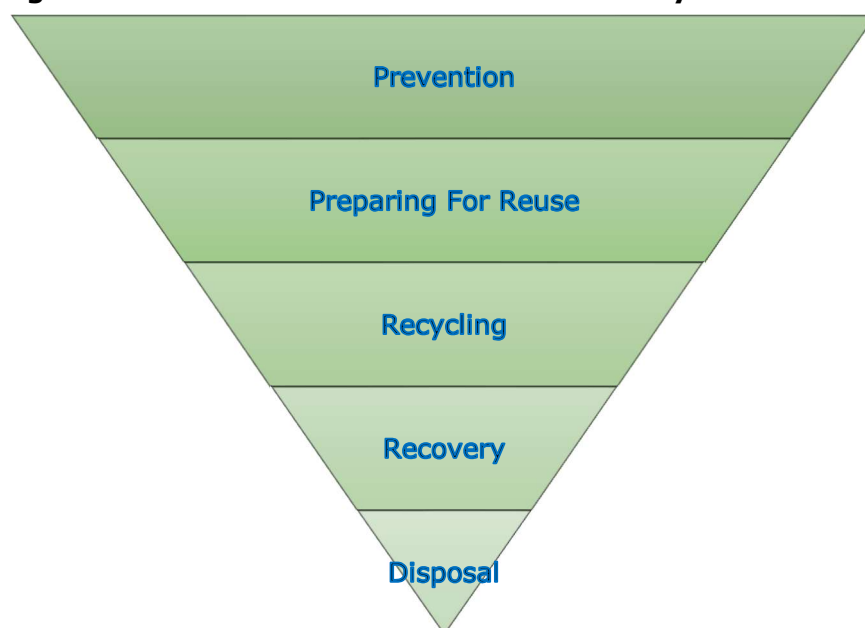 Prevention
Preparing For Reuse
Recycling
Recovery
Disposal